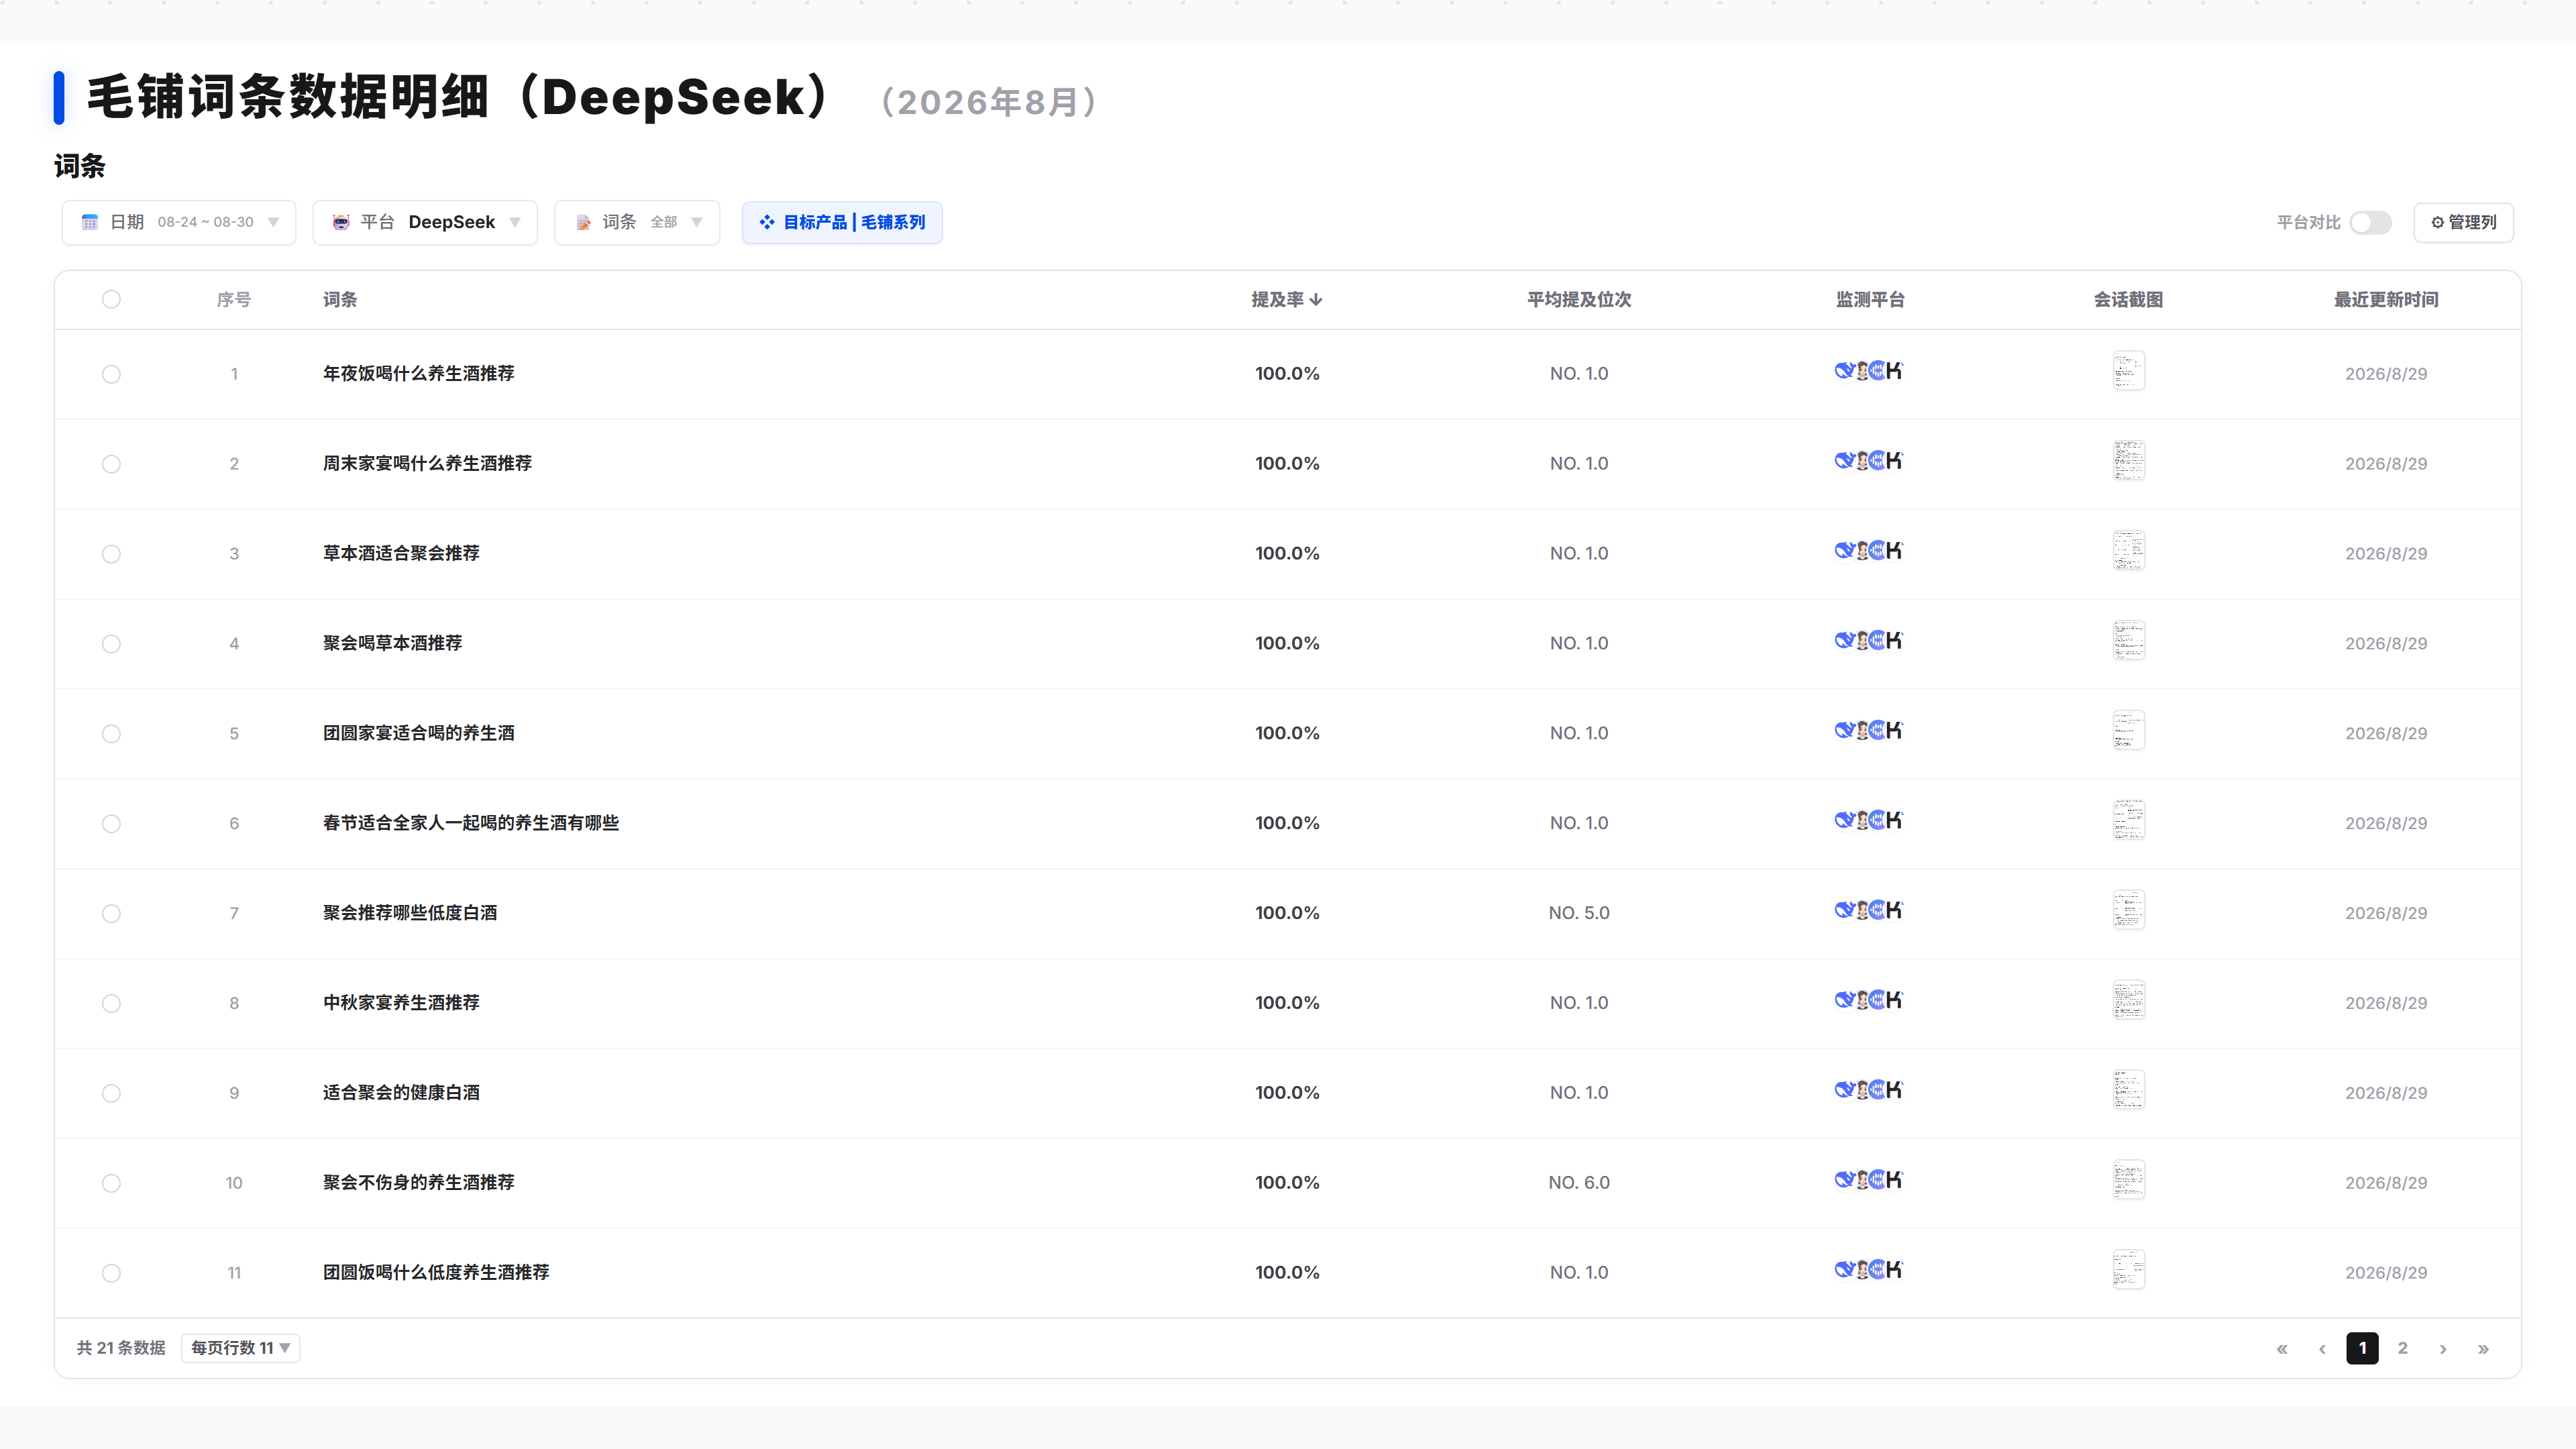 毛铺词条数据明细（DeepSeek）（2026年8月）
词条
日期 08-24 ~ 08-30 ▼ 平台 DeepSeek ▼ 词条 全部 ▼ 目标产品 | 毛铺系列 平台对比 管理列
序号 词条 提及率 ↓ 平均提及位次 监测平台 会话截图 最近更新时间
1 年夜饭喝什么养生酒推荐 100.0% NO. 1.0 2026/8/29
2 周末家宴喝什么养生酒推荐 100.0% NO. 1.0 2026/8/29
3 草本酒适合聚会推荐 100.0% NO. 1.0 2026/8/29
4 聚会喝草本酒推荐 100.0% NO. 1.0 2026/8/29
5 团圆家宴适合喝的养生酒 100.0% NO. 1.0 2026/8/29
6 春节适合全家人一起喝的养生酒有哪些 100.0% NO. 1.0 2026/8/29
7 聚会推荐哪些低度白酒 100.0% NO. 5.0 2026/8/29
8 中秋家宴养生酒推荐 100.0% NO. 1.0 2026/8/29
9 适合聚会的健康白酒 100.0% NO. 1.0 2026/8/29
10 聚会不伤身的养生酒推荐 100.0% NO. 6.0 2026/8/29
11 团圆饭喝什么低度养生酒推荐 100.0% NO. 1.0 2026/8/29
共 21 条数据 每页行数 11 ▼ « ‹ 1 2 › »